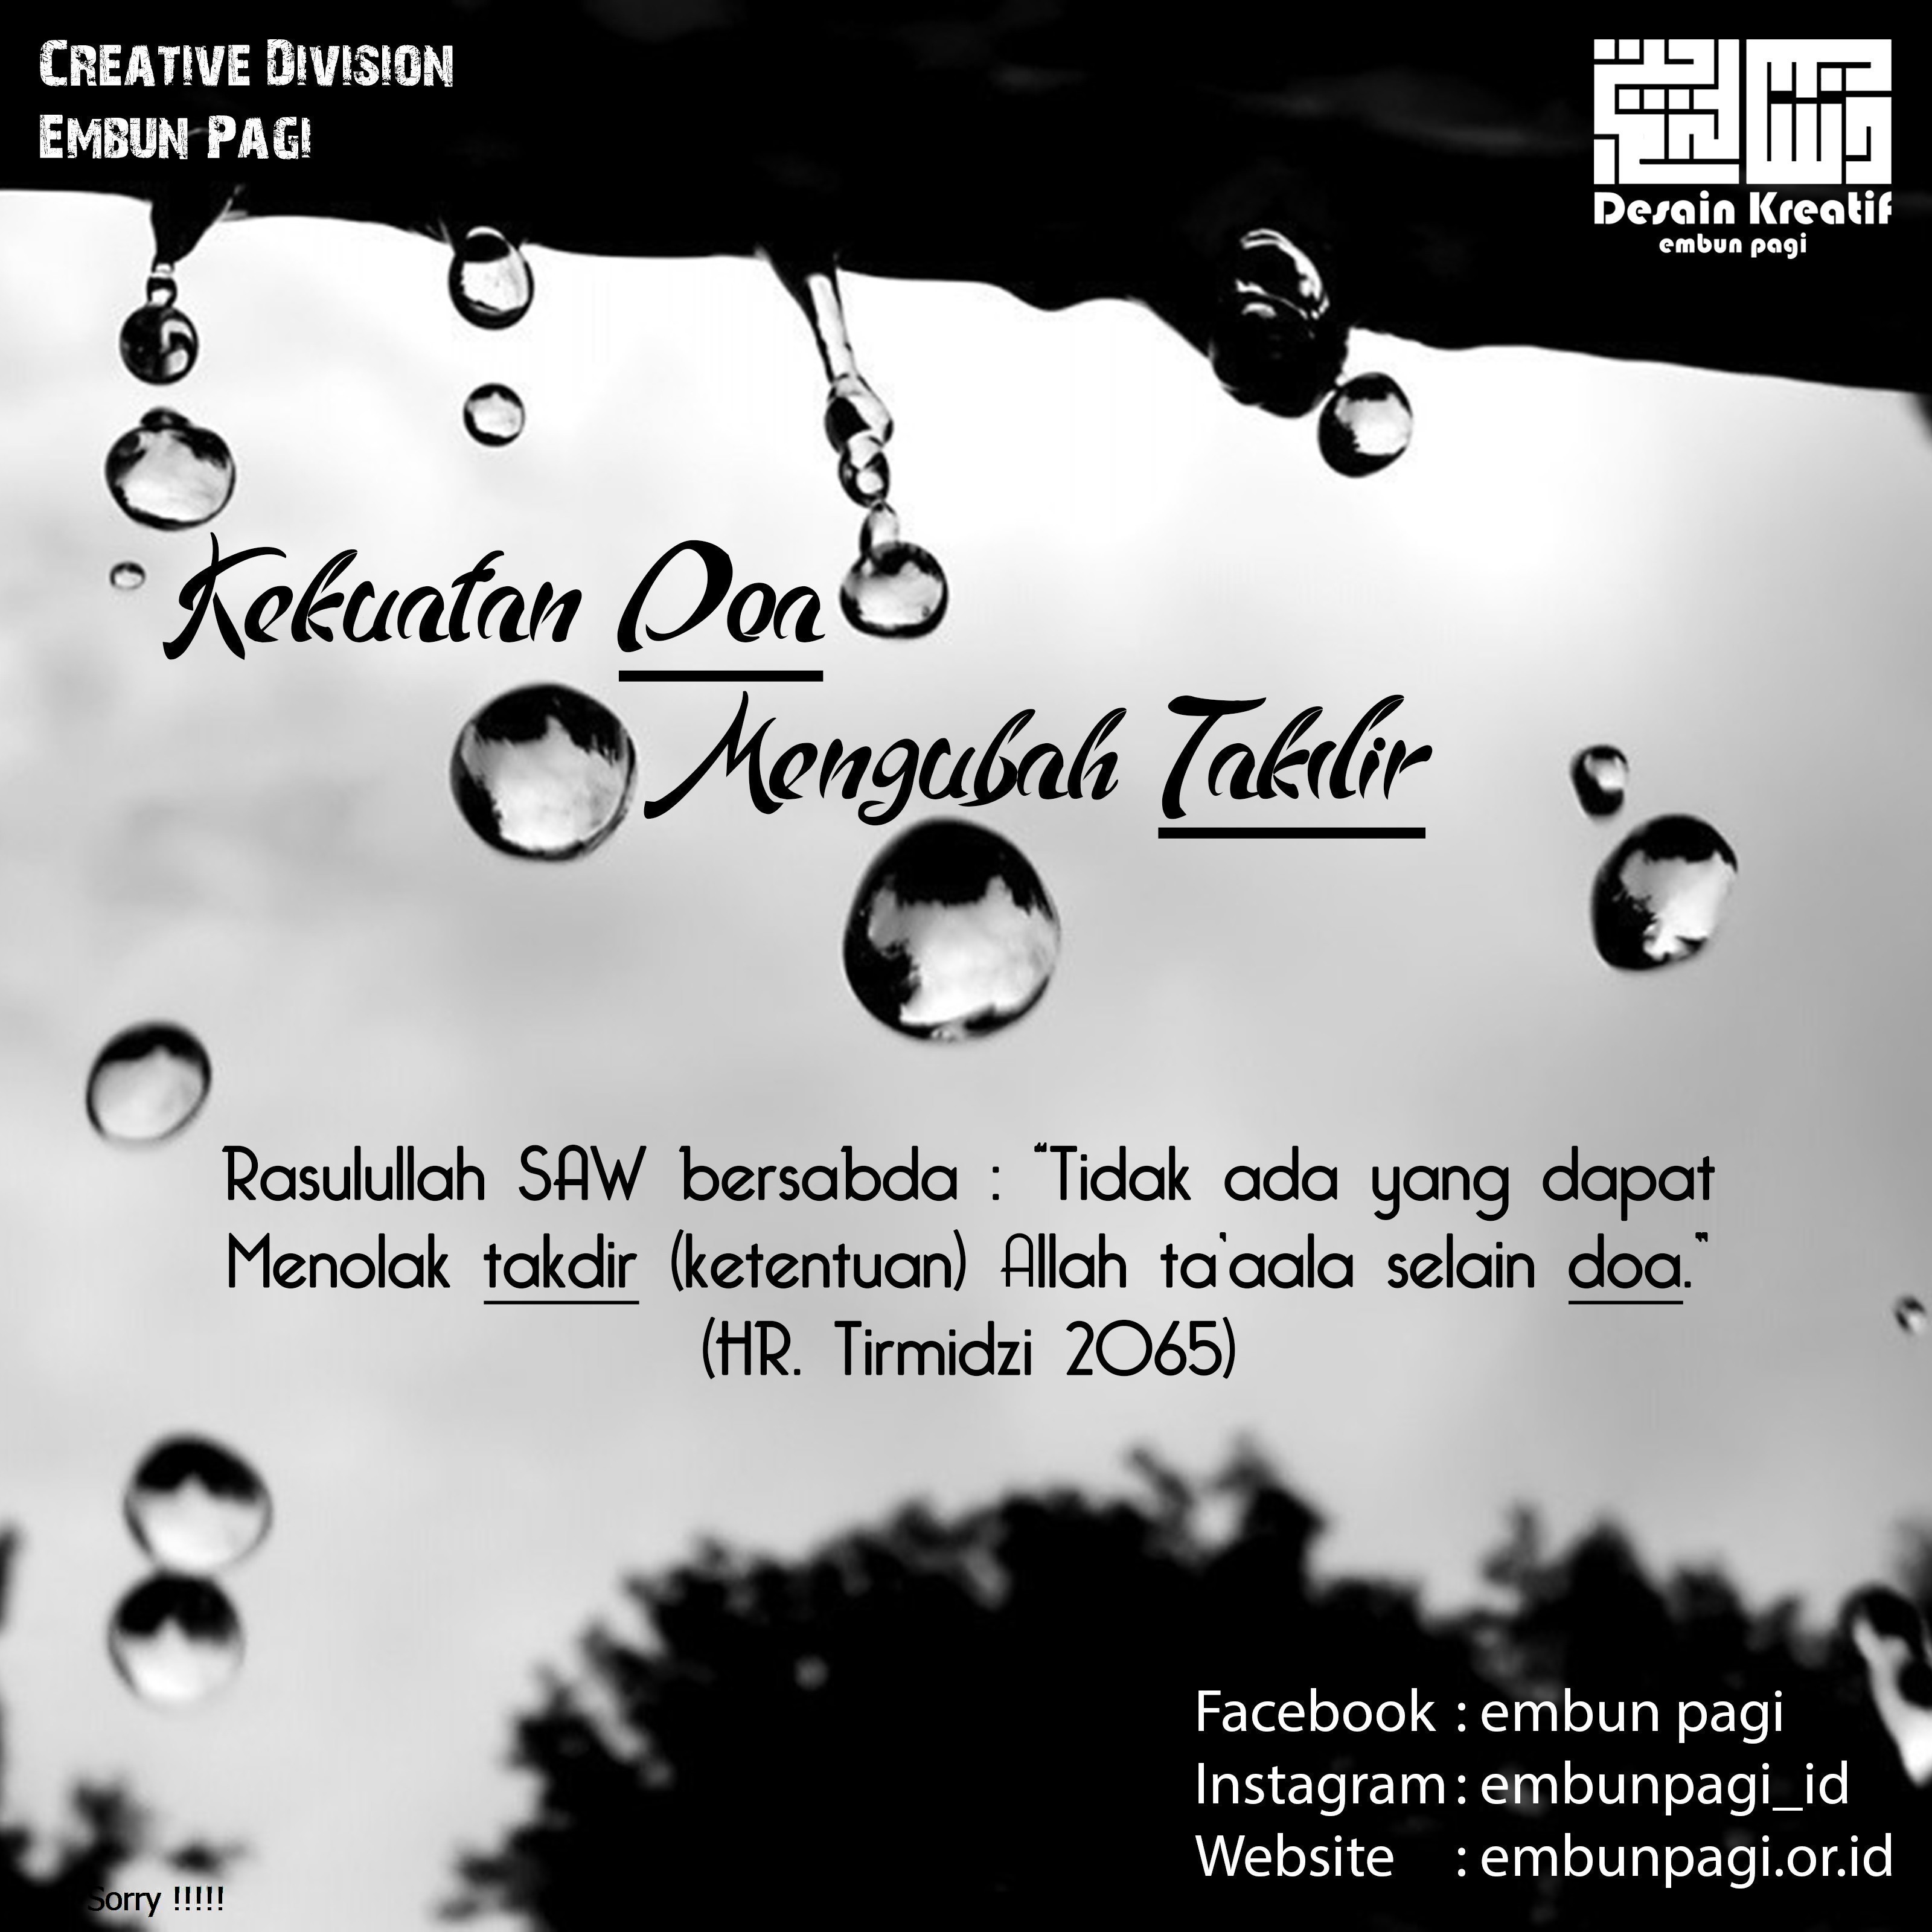 Creative Division
Embun Pagi
Desain Kreatif
embun pagi
Kekuatan Doa
Mengubah Takdir
Rasulullah SAW bersabda : "Tidak ada yang dapat
Menolak takdir (ketentuan) Allah ta'aala selain doa."
(HR. Tirmidzi 2065)
Facebook : embun pagi
Instagram : embunpagi_id
Website : embunpagi.or.id
Sorry !!!!!